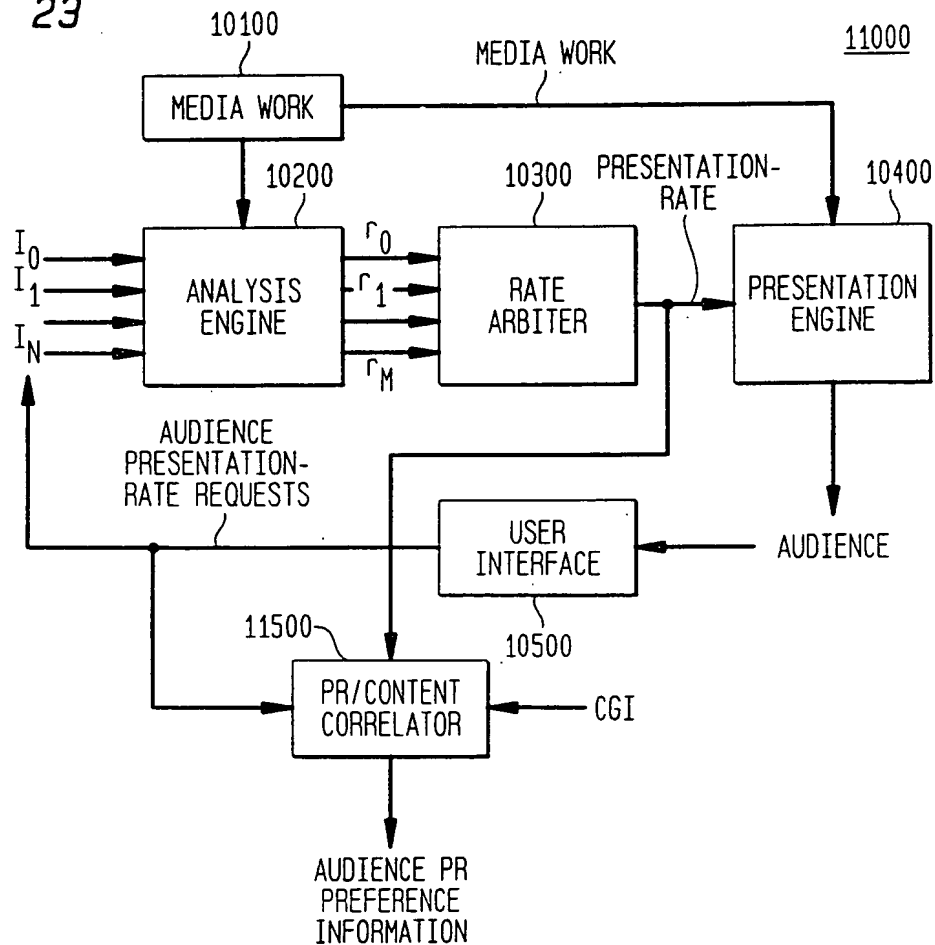 23
10100
MEDIA WORK
MEDIA WORK
11000
10200
10300
PRESENTATION-
RATE
10400
I0
I1
IN
ANALYSIS
ENGINE
r0
r1
rM
RATE
ARBITER
PRESENTATION
ENGINE
AUDIENCE
PRESENTATION-
RATE REQUESTS
USER
INTERFACE
AUDIENCE
11500
10500
PR/CONTENT
CORRELATOR
CGI
AUDIENCE PR
PREFERENCE
INFORMATION